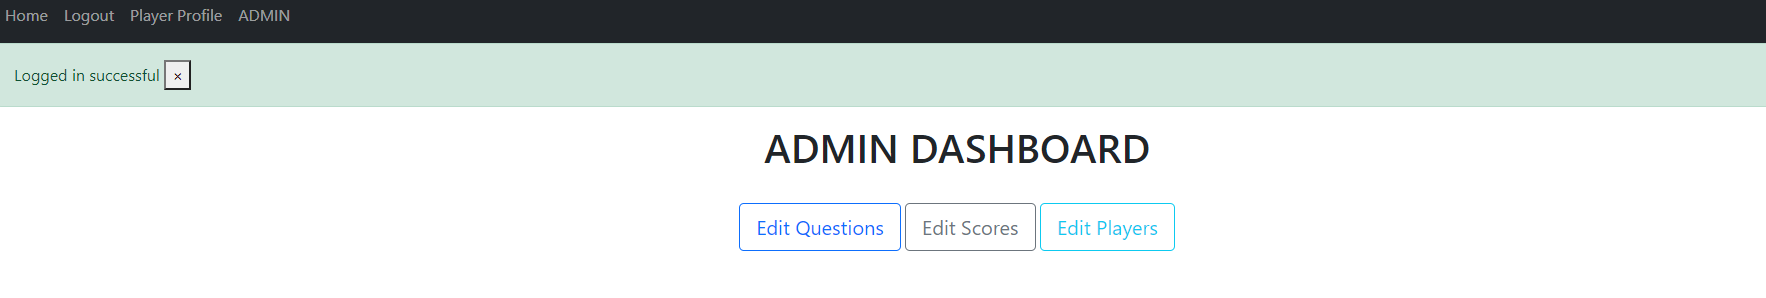 Home Logout Player Profile ADMIN
Logged in successful ×
ADMIN DASHBOARD
Edit Questions Edit Scores Edit Players